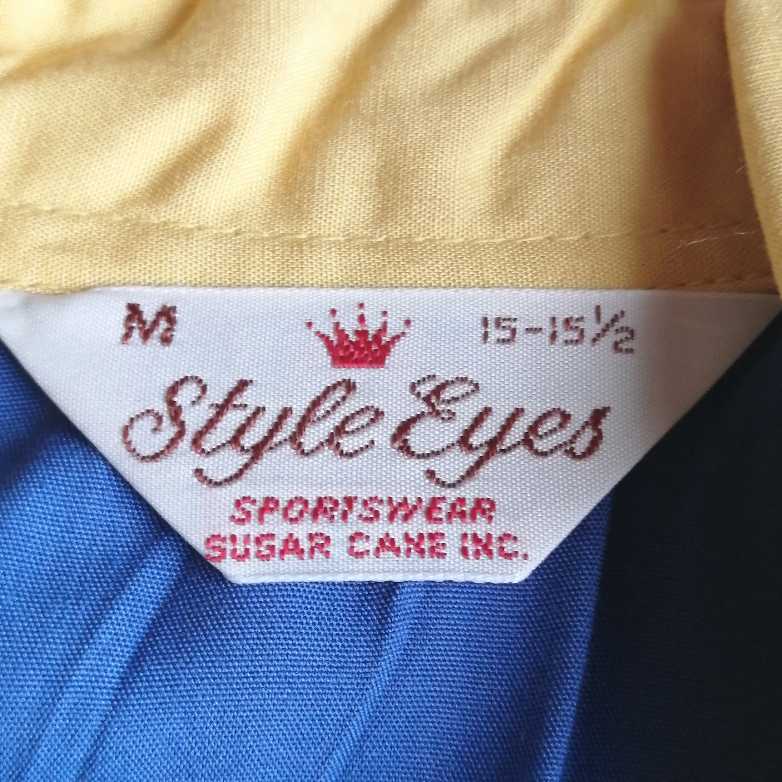 M 15-15½
Style Eyes
SPORTSWEAR
SUGAR CANE INC.